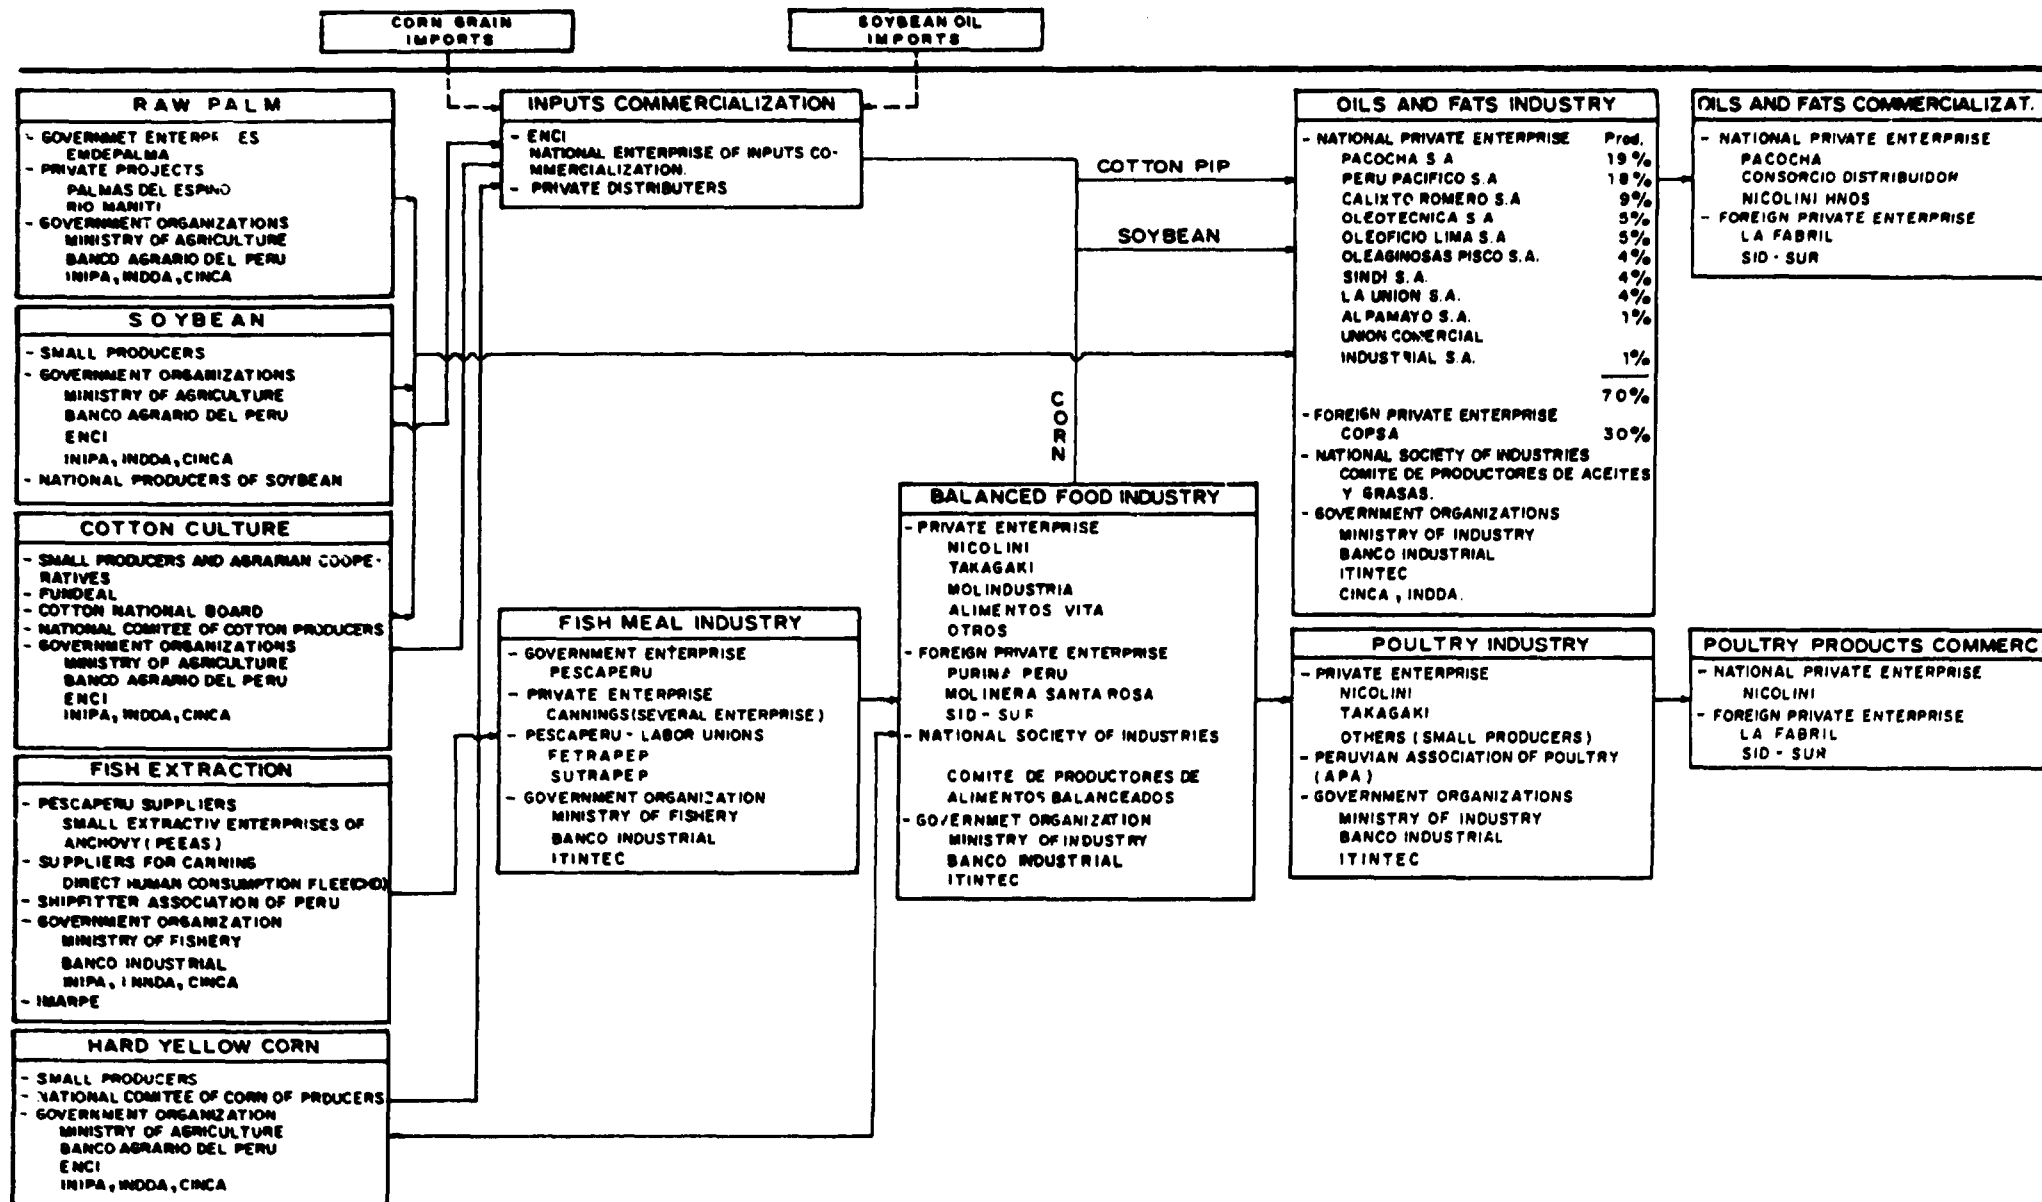 CORN GRAIN
IMPORTS
SOYBEAN OIL
IMPORTS
RAW PALM
- GOVERNMET
EMDEPALMA
- PRIVATE PROJECTS
PALMAS DEL ESPINO
RIO MANITI
- GOVERNMENT ORGANIZATIONS
MINISTRY OF AGRICULTURE
BANCO AGRARIO DEL PERU
INIPA, INDDA, CINCA
SOYBEAN
- SMALL PRODUCERS
- GOVERNMENT ORGANIZATIONS
MINISTRY OF AGRICULTURE
BANCO AGRARIO DEL PERU
ENCI
INIPA, INDDA, CINCA
- NATIONAL PRODUCERS OF SOYBEAN
COTTON CULTURE
- SMALL PRODUCERS AND AGRARIAN COOPE-
RATIVES
- FUNDEAL
- COTTON NATIONAL BOARD
- NATIONAL COMITEE OF COTTON PRODUCERS
- GOVERNMENT ORGANIZATIONS
MINISTRY OF AGRICULTURE
BANCO AGRARIO DEL PERU
ENCI
INIPA, INDDA, CINCA
FISH EXTRACTION
- PESCAPERU SUPPLIERS
SMALL EXTRACTIV ENTERPRISES OF
ANCHOVY (PEEAS)
- SUPPLIERS FOR CANNING
DIRECT HUMAN CONSUMPTION
- SHIPFITTER ASSOCIATION OF PERU
- GOVERNMENT ORGANIZATION
MINISTRY OF FISHERY
BANCO INDUSTRIAL
INIPA, INNDA, CINCA
- IMARPE
HARD YELLOW CORN
- SMALL PRODUCERS
- NATIONAL COMITEE OF CORN OF PRDUCERS
- GOVERNMENT ORGANIZATION
MINISTRY OF AGRICULTURE
BANCO AGRARIO DEL PERU
ENCI
INIPA, INDDA, CINCA
INPUTS COMMERCIALIZATION
- ENCI
NATIONAL ENTERPRISE OF INPUTS CO-
MMERCIALIZATION.
- PRIVATE DISTRIBUTERS
COTTON PIP
SOYBEAN
CORN
FISH MEAL INDUSTRY
- GOVERNMENT ENTERPRISE
PESCAPERU
- PRIVATE ENTERPRISE
CANNINGS (SEVERAL ENTERPRISE)
- PESCAPERU - LABOR UNIONS
FETRAPEP
SUTRAPEP
- GOVERNMENT ORGANIZATION
MINISTRY OF FISHERY
BANCO INDUSTRIAL
ITINTEC
BALANCED FOOD INDUSTRY
- PRIVATE ENTERPRISE
NICOLINI
TAKAGAKI
MOLINDUSTRIA
ALIMENTOS VITA
OTROS
- FOREIGN PRIVATE ENTERPRISE
PURINA PERU
MOLINERA SANTA ROSA
SID - SUR
- NATIONAL SOCIETY OF INDUSTRIES
COMITE DE PRODUCTORES DE
ALIMENTOS BALANCEADOS
- GOVERNMET ORGANIZATION
MINISTRY OF INDUSTRY
BANCO INDUSTRIAL
ITINTEC
OILS AND FATS INDUSTRY
- NATIONAL PRIVATE ENTERPRISE Prod.
PACOCHA S A 19%
PERU PACIFICO S.A 18%
CALIXTO ROMERO S.A 9%
OLEOTECNICA S A 5%
OLEOFICIO LIMA S.A 5%
OLEAGINOSAS PISCO S.A. 4%
SINDI S.A. 4%
LA UNION S.A. 4%
ALPAMAYO S.A. 1%
UNION COMERCIAL
INDUSTRIAL S.A. 1%
70%
- FOREIGN PRIVATE ENTERPRISE
COPSA 30%
- NATIONAL SOCIETY OF INDUSTRIES
COMITE DE PRODUCTORES DE ACEITES
Y GRASAS.
- GOVERNMENT ORGANIZATIONS
MINISTRY OF INDUSTRY
BANCO INDUSTRIAL
ITINTEC
CINCA, INDDA.
POULTRY INDUSTRY
- PRIVATE ENTERPRISE
NICOLINI
TAKAGAKI
OTHERS (SMALL PRODUCERS)
- PERUVIAN ASSOCIATION OF POULTRY
(APA)
- GOVERNMENT ORGANIZATIONS
MINISTRY OF INDUSTRY
BANCO INDUSTRIAL
ITINTEC
OILS AND FATS COMMERCIALIZAT.
- NATIONAL PRIVATE ENTERPRISE
PACOCHA
CONSORCIO DISTRIBUIDOR
NICOLINI HNOS
- FOREIGN PRIVATE ENTERPRISE
LA FABRIL
SID - SUR
POULTRY PRODUCTS COMMERC
- NATIONAL PRIVATE ENTERPRISE
NICOLINI
- FOREIGN PRIVATE ENTERPRISE
LA FABRIL
SID - SUR